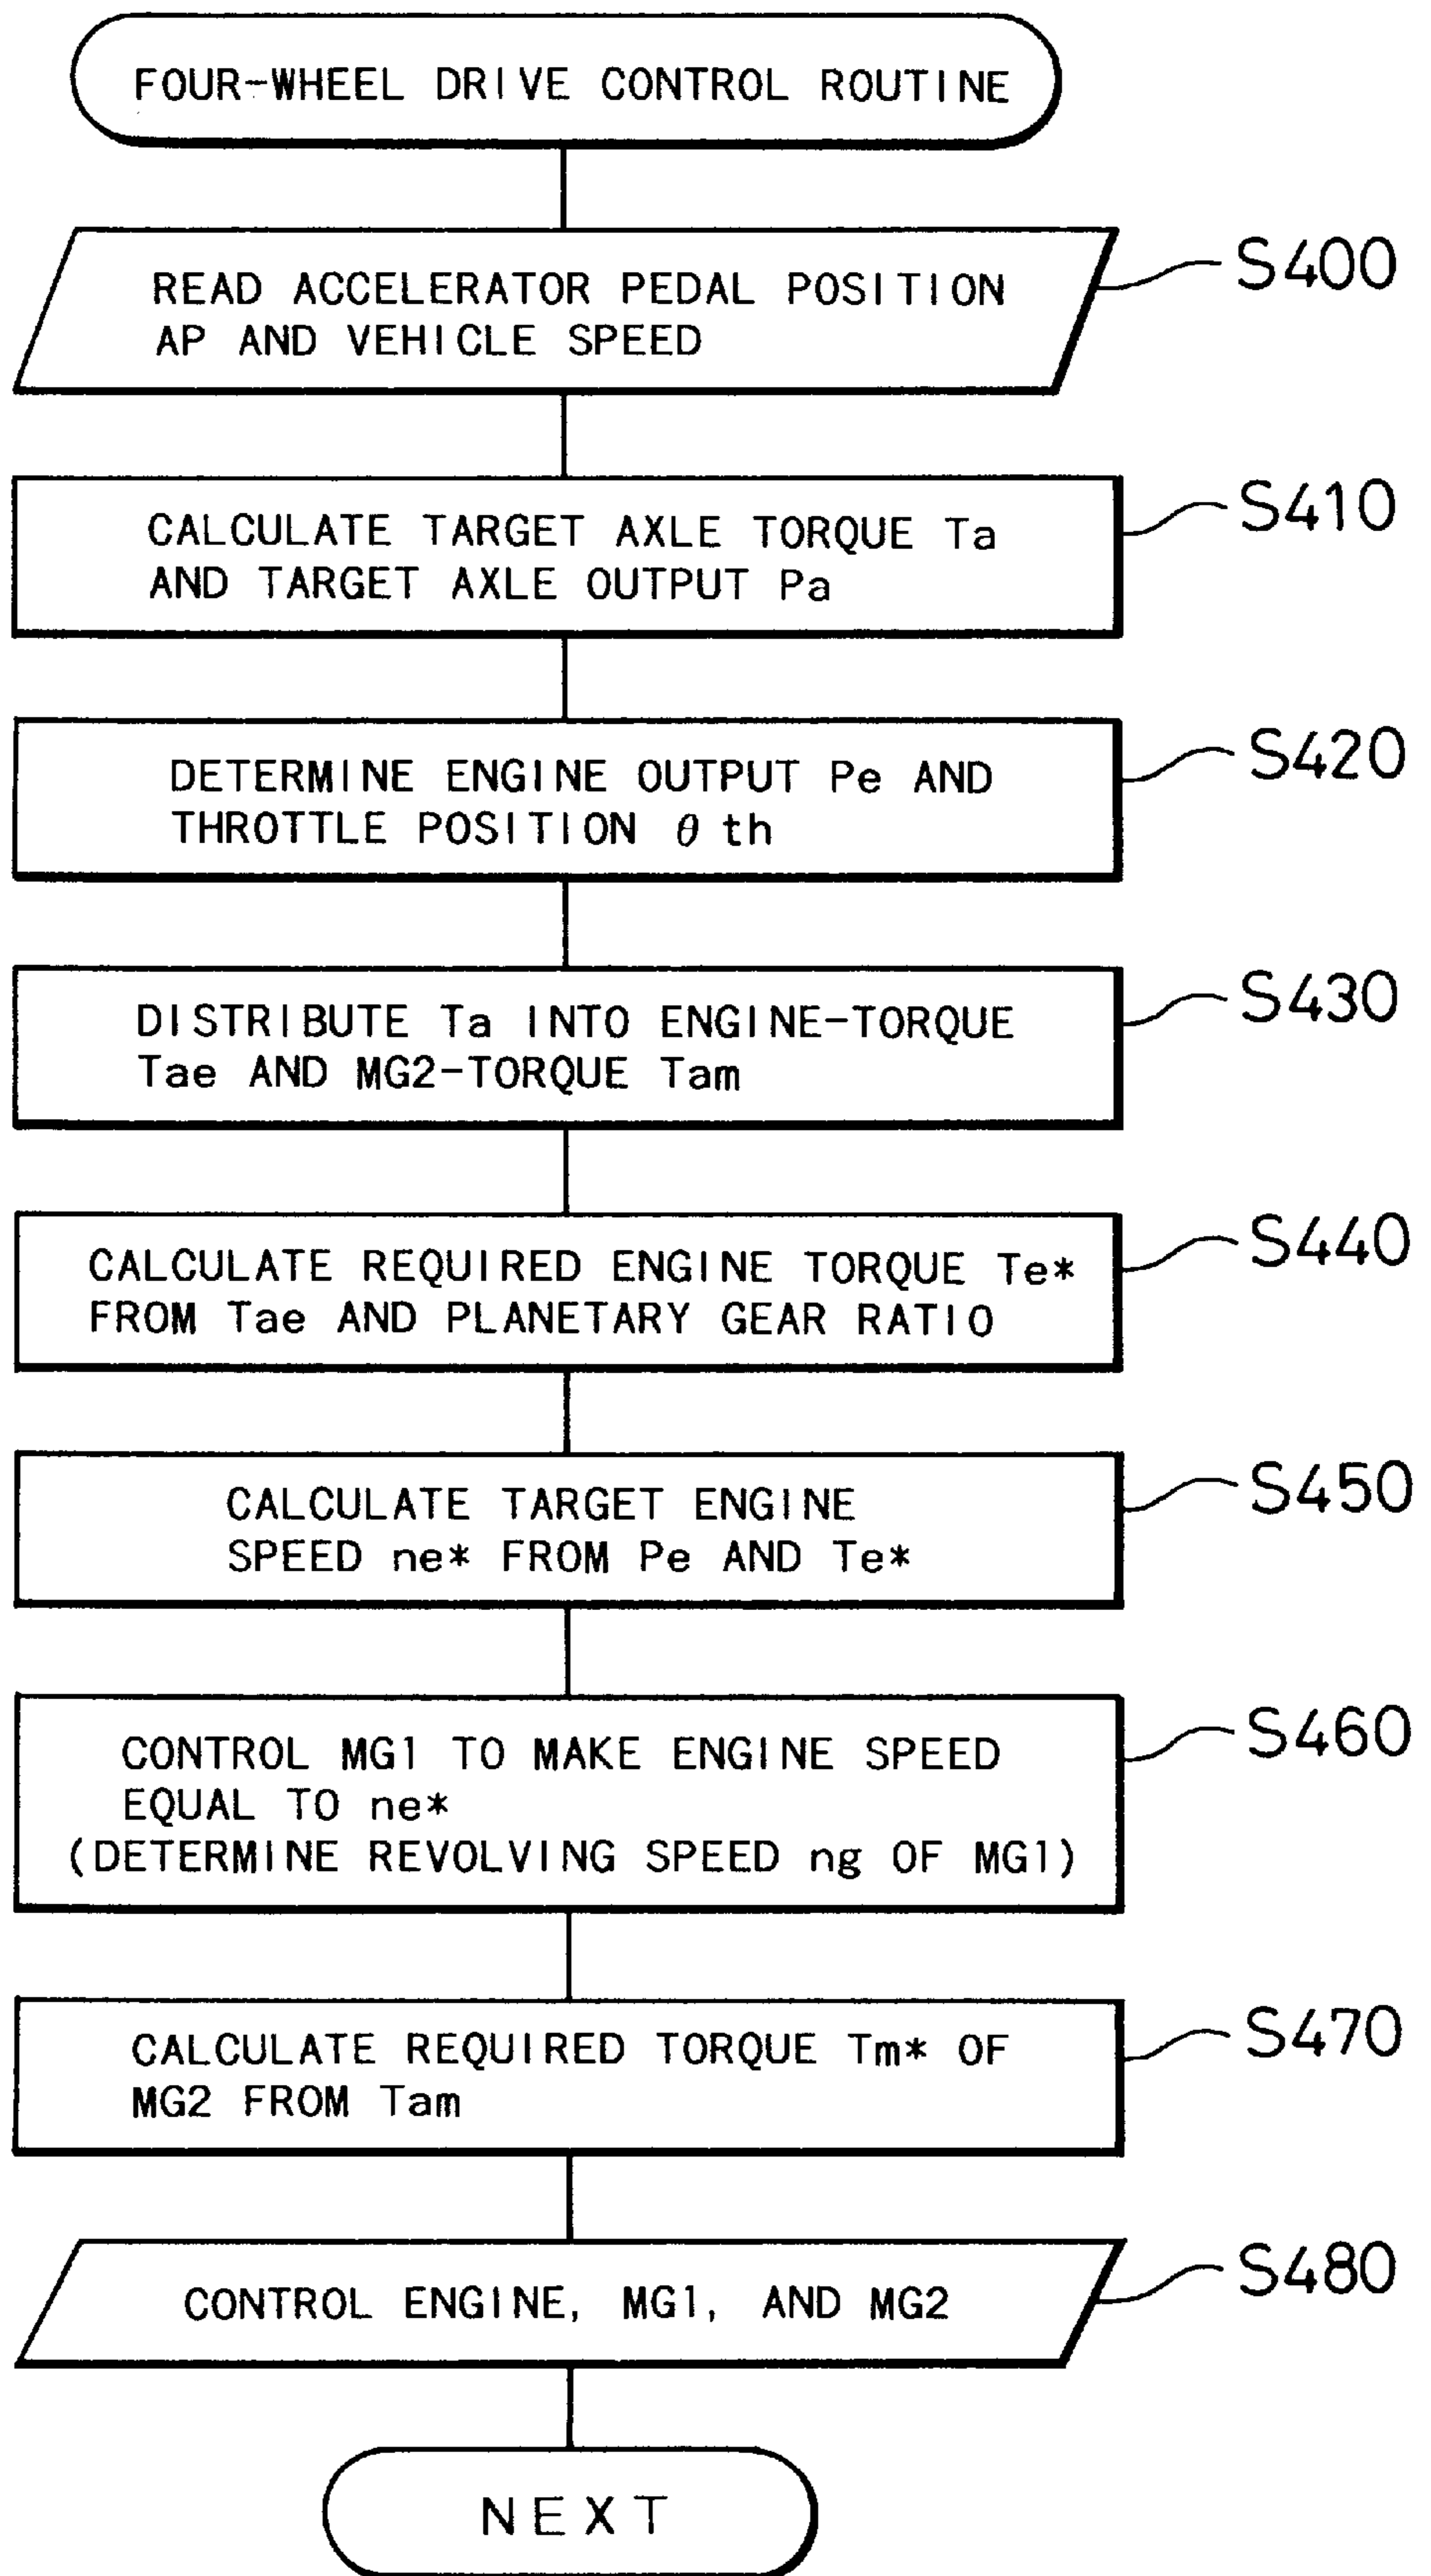 FOUR-WHEEL DRIVE CONTROL ROUTINE
READ ACCELERATOR PEDAL POSITION
AP AND VEHICLE SPEED
S400
CALCULATE TARGET AXLE TORQUE Ta
AND TARGET AXLE OUTPUT Pa
S410
DETERMINE ENGINE OUTPUT Pe AND
THROTTLE POSITION θ th
S420
DISTRIBUTE Ta INTO ENGINE-TORQUE
Tae AND MG2-TORQUE Tam
S430
CALCULATE REQUIRED ENGINE TORQUE Te*
FROM Tae AND PLANETARY GEAR RATIO
S440
CALCULATE TARGET ENGINE
SPEED ne* FROM Pe AND Te*
S450
CONTROL MG1 TO MAKE ENGINE SPEED
EQUAL TO ne*
(DETERMINE REVOLVING SPEED ng OF MG1)
S460
CALCULATE REQUIRED TORQUE Tm* OF
MG2 FROM Tam
S470
CONTROL ENGINE, MG1, AND MG2
S480
NEXT